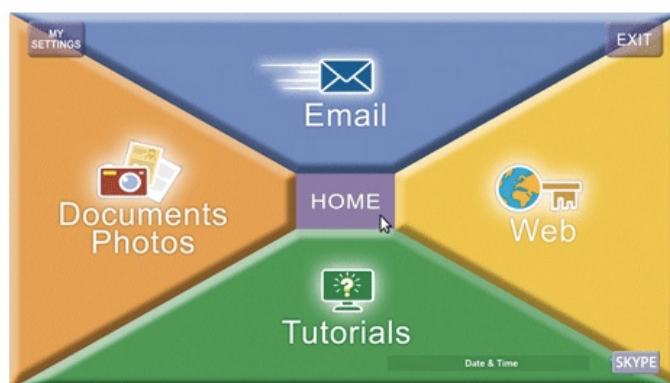 MY
SETTINGS
EXIT
Email
Documents
Photos
HOME
Web
Tutorials
Date & Time
SKYPE